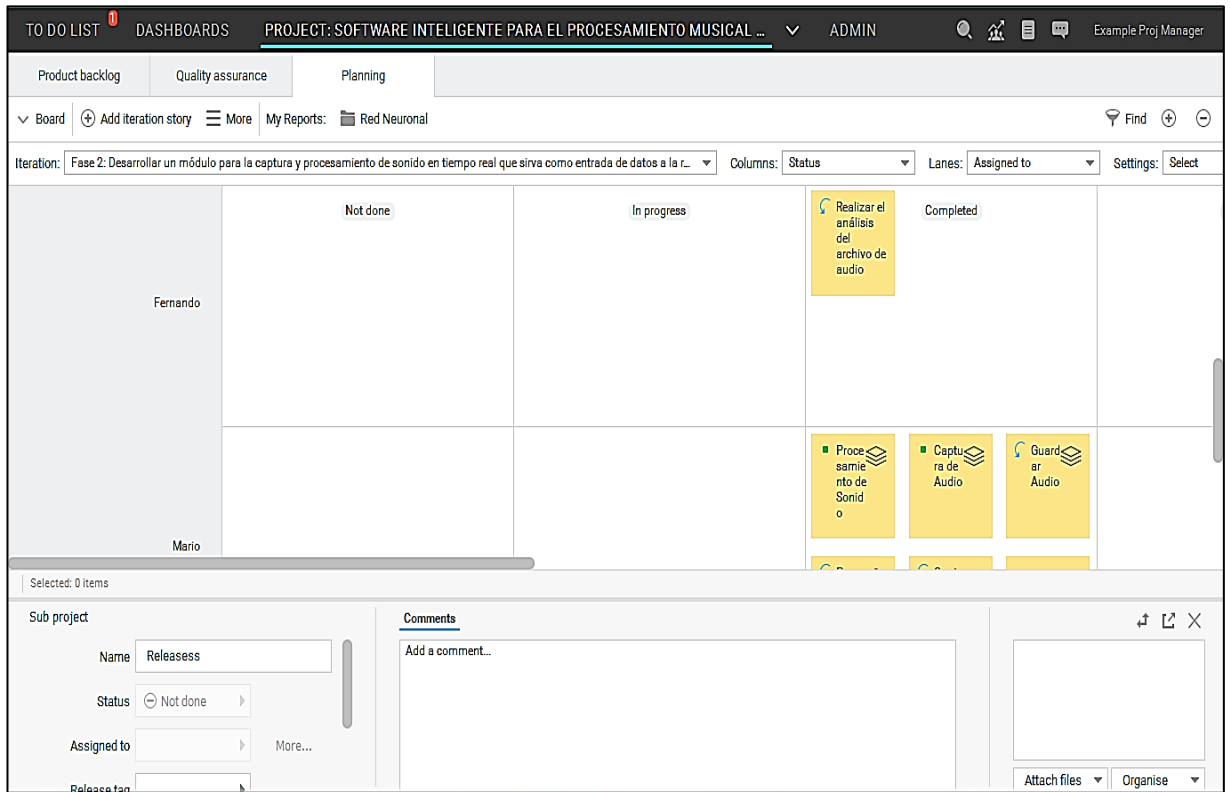 TO DO LIST 1 DASHBOARDS PROJECT: SOFTWARE INTELIGENTE PARA EL PROCESAMIENTO MUSICAL ... ADMIN Example Proj Manager
Product backlog Quality assurance Planning
Board Add iteration story More My Reports: Red Neuronal Find
Iteration: Fase 2: Desarrollar un módulo para la captura y procesamiento de sonido en tiempo real que sirva como entrada de datos a la r... Columns: Status Lanes: Assigned to Settings: Select
Not done In progress Completed
Realizar el
análisis
del
archivo de
audio
Fernando
Proce
samie
nto de
Sonid
o
Captu
ra de
Audio
Guard
ar
Audio
Mario
Selected: 0 items
Sub project
Name Releasess
Status Not done
Assigned to More...
Release tag
Comments
Add a comment...
Attach files Organise